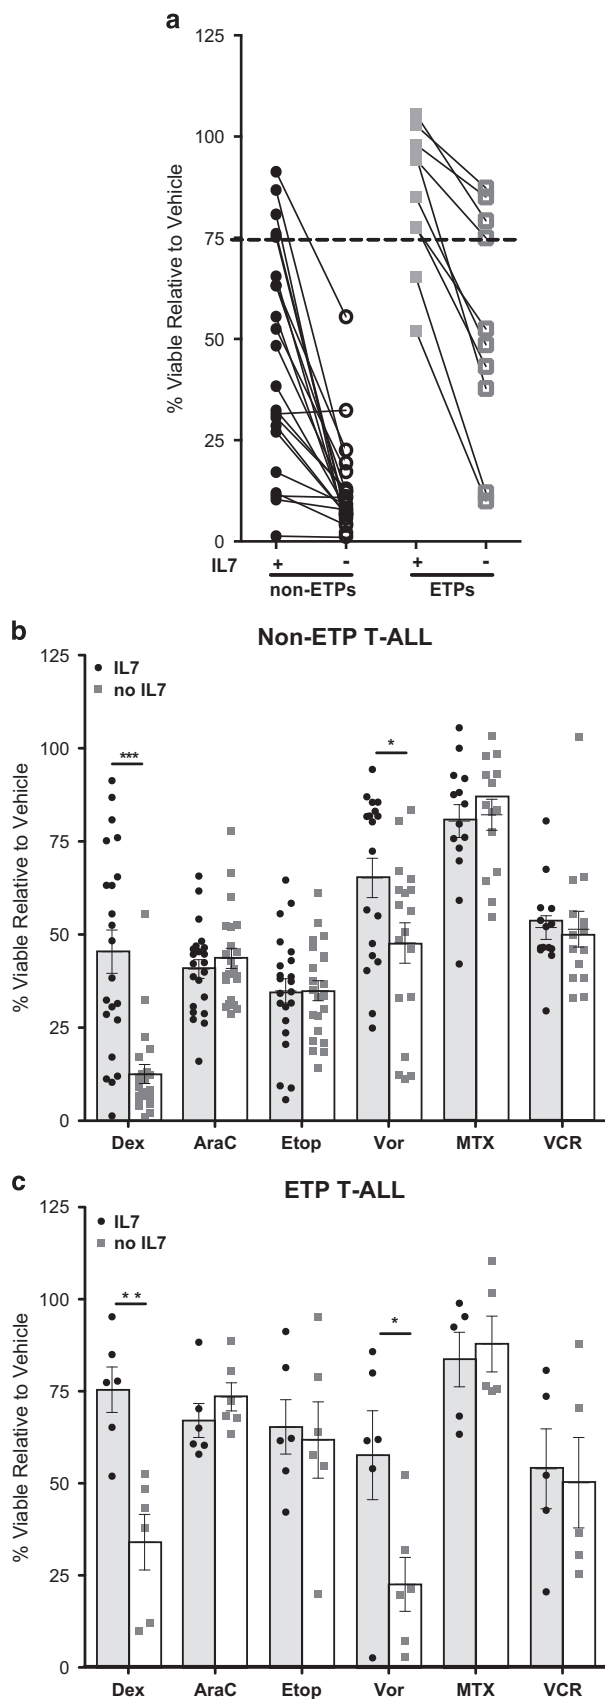 a
125
100
75
50
25
0
% Viable Relative to Vehicle
IL7 + - + -
non-ETPs ETPs
b
Non-ETP T-ALL
125
100
75
50
25
0
% Viable Relative to Vehicle
IL7
no IL7
***
*
Dex AraC Etop Vor MTX VCR
c
ETP T-ALL
125
100
75
50
25
0
% Viable Relative to Vehicle
IL7
no IL7
* *
*
Dex AraC Etop Vor MTX VCR